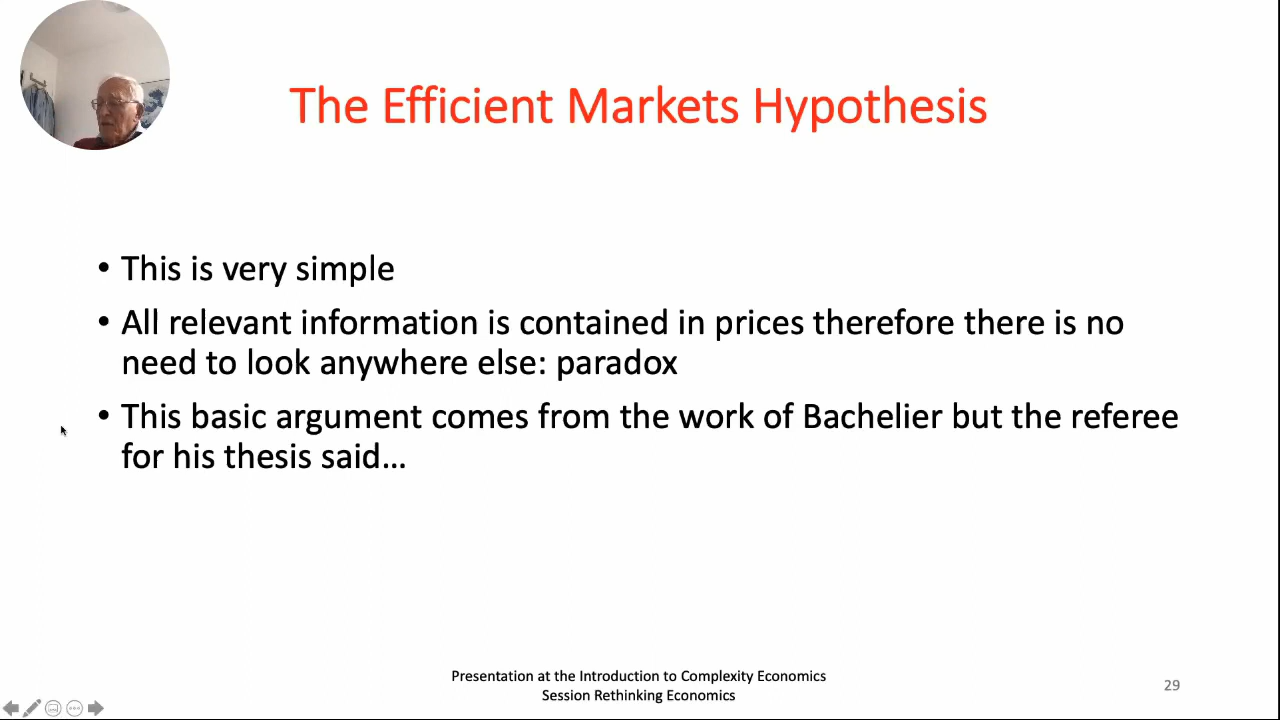 The Efficient Markets Hypothesis
• This is very simple
• All relevant information is contained in prices therefore there is no
need to look anywhere else: paradox
• This basic argument comes from the work of Bachelier but the referee
for his thesis said...
Presentation at the Introduction to Complexity Economics
Session Rethinking Economics
29